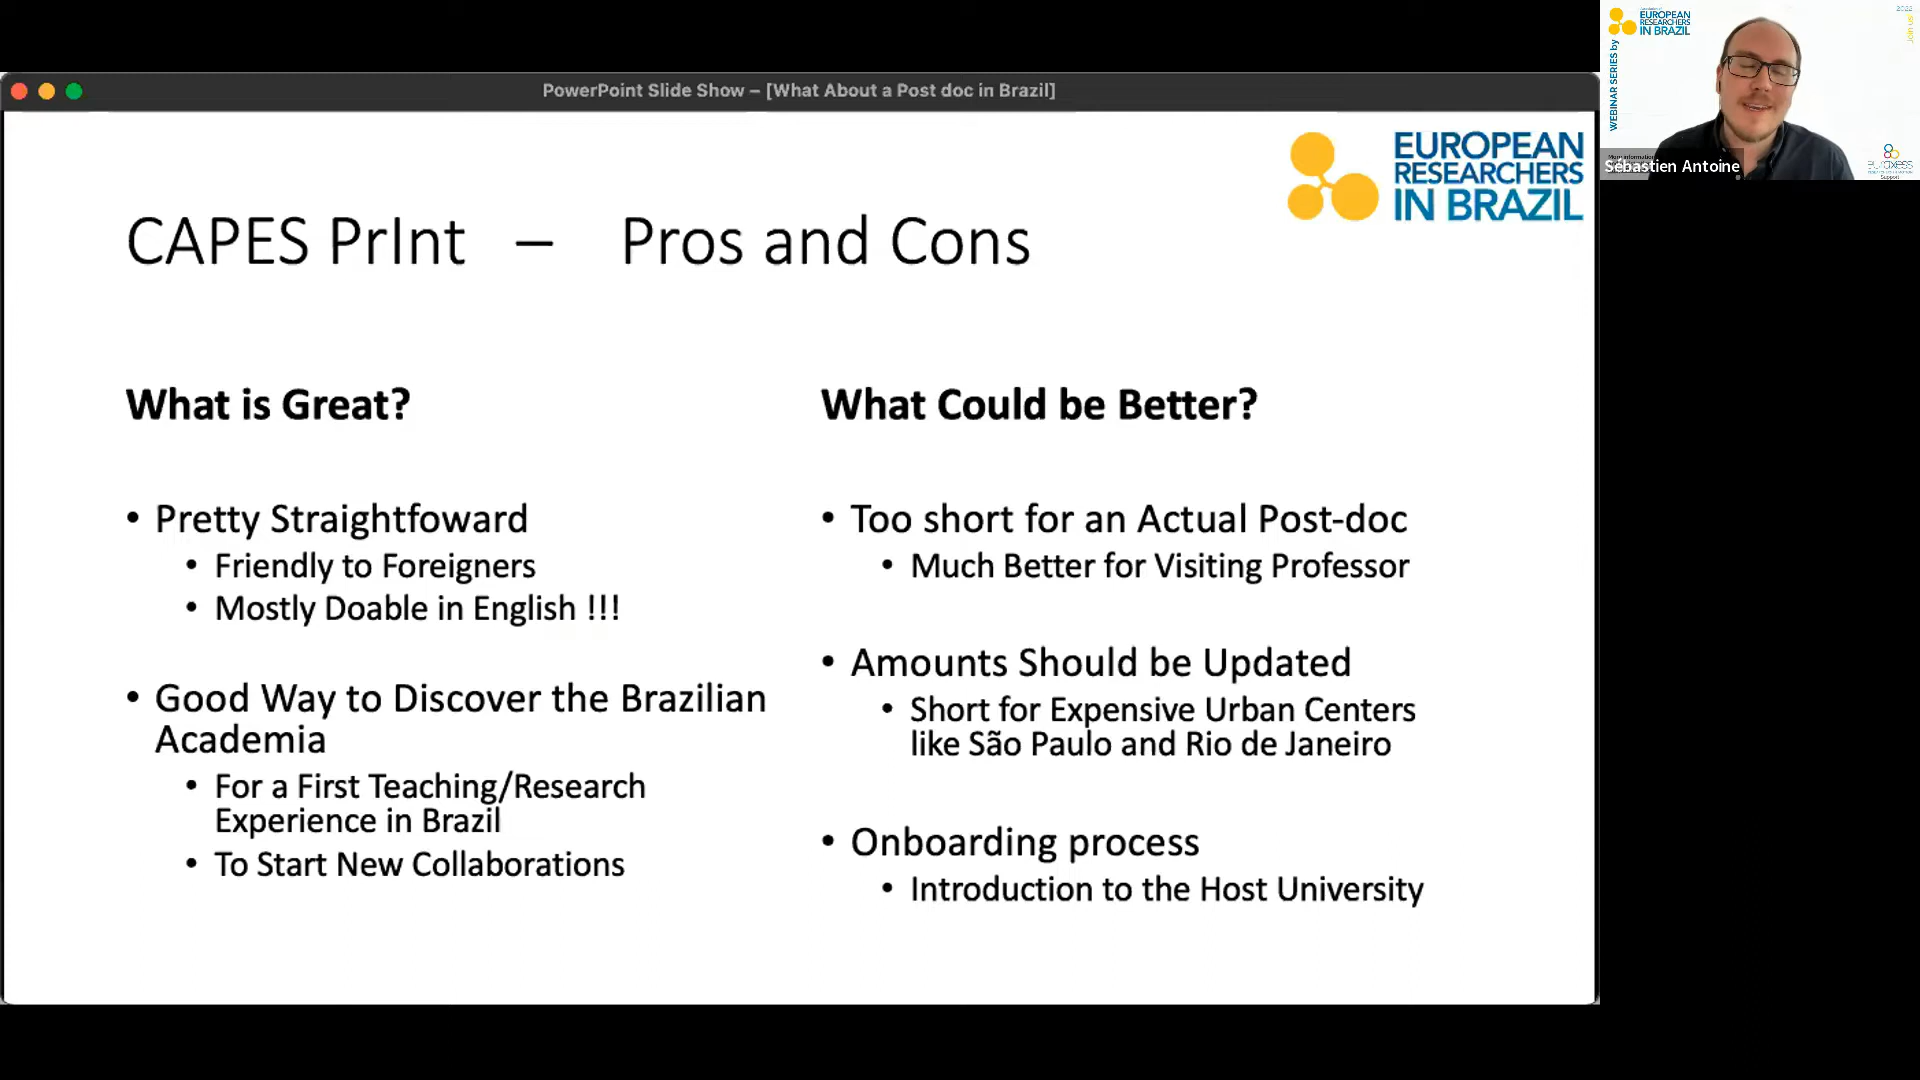 PowerPoint Slide Show – [What About a Post doc in Brazil]
EUROPEAN
RESEARCHERS
IN BRAZIL
CAPES PrInt – Pros and Cons
What is Great?
• Pretty Straightfoward
• Friendly to Foreigners
• Mostly Doable in English !!!
• Good Way to Discover the Brazilian
Academia
• For a First Teaching/Research
Experience in Brazil
• To Start New Collaborations
What Could be Better?
• Too short for an Actual Post-doc
• Much Better for Visiting Professor
• Amounts Should be Updated
• Short for Expensive Urban Centers
like São Paulo and Rio de Janeiro
• Onboarding process
• Introduction to the Host University
EUROPEAN
RESEARCHERS
IN BRAZIL
WEBINAR SERIES by
2022
Join us!
Sébastien Antoine
euraxess